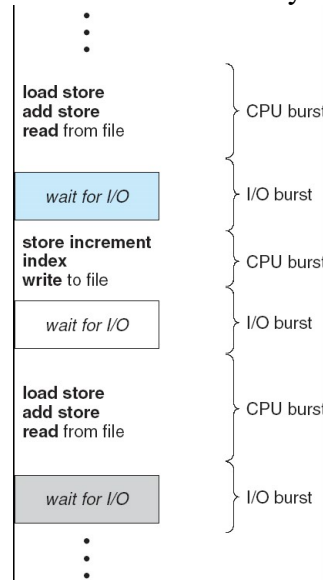 load store
add store
read from file
CPU burst
wait for I/O
I/O burst
store increment
index
write to file
CPU burst
wait for I/O
I/O burst
load store
add store
read from file
CPU burst
wait for I/O
I/O burst